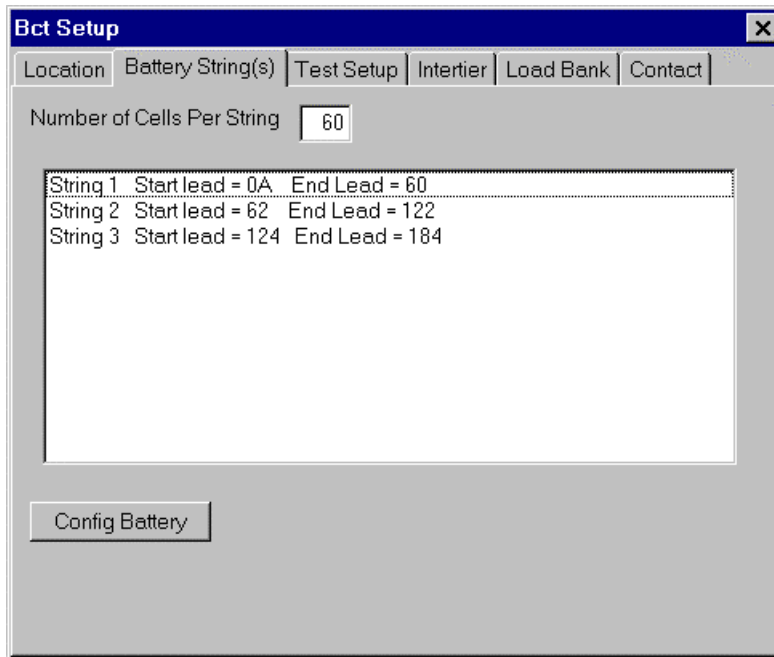 Bct Setup
Location Battery String(s) Test Setup Intertier Load Bank Contact
Number of Cells Per String 60
String 1 Start lead = 0A End Lead = 60
String 2 Start lead = 62 End Lead = 122
String 3 Start lead = 124 End Lead = 184
Config Battery